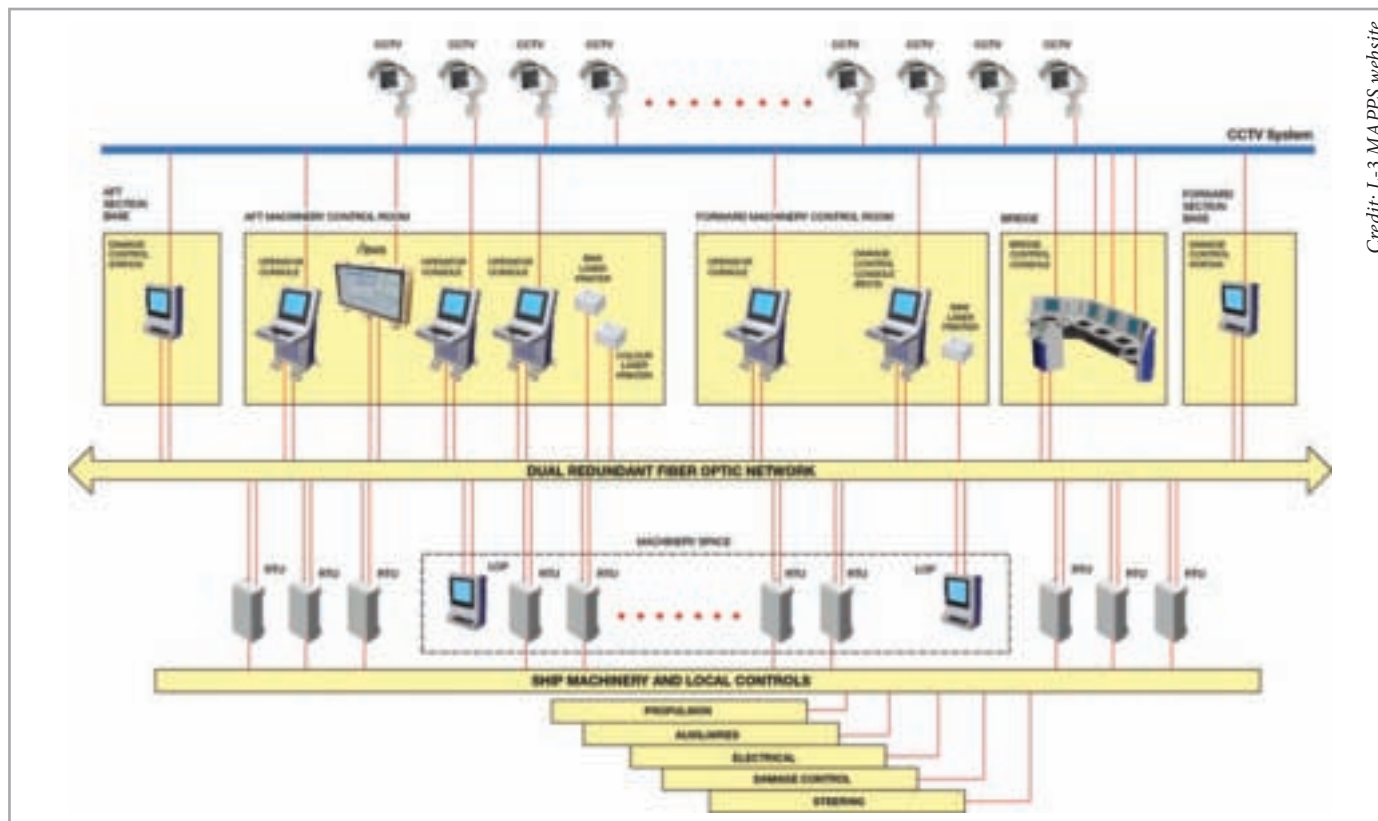 CCTV
CCTV
CCTV
CCTV
CCTV
CCTV
CCTV
CCTV
CCTV System
Credit: L-3 MAPPS website
AFT
SECTION
BASE
AFT MACHINERY CONTROL ROOM
FORWARD MACHINERY CONTROL ROOM
BRIDGE
FORWARD
SECTION
BASE
DAMAGE
CONTROL
STATION
OPERATOR
CONSOLE
OPERATOR
CONSOLE
OPERATOR
CONSOLE
LASER
PRINTER
COLOUR
LASER
PRINTER
OPERATOR
CONSOLE
DAMAGE
CONTROL
CONSOLE
LASER
PRINTER
BRIDGE
CONTROL
CONSOLE
DAMAGE
CONTROL
STATION
DUAL REDUNDANT FIBER OPTIC NETWORK
MACHINERY SPACE
RTU
RTU
RTU
LOP
RTU
RTU
RTU
RTU
LOP
RTU
RTU
RTU
SHIP MACHINERY AND LOCAL CONTROLS
PROPULSION
AUXILIARIES
ELECTRICAL
DAMAGE CONTROL
STEERING